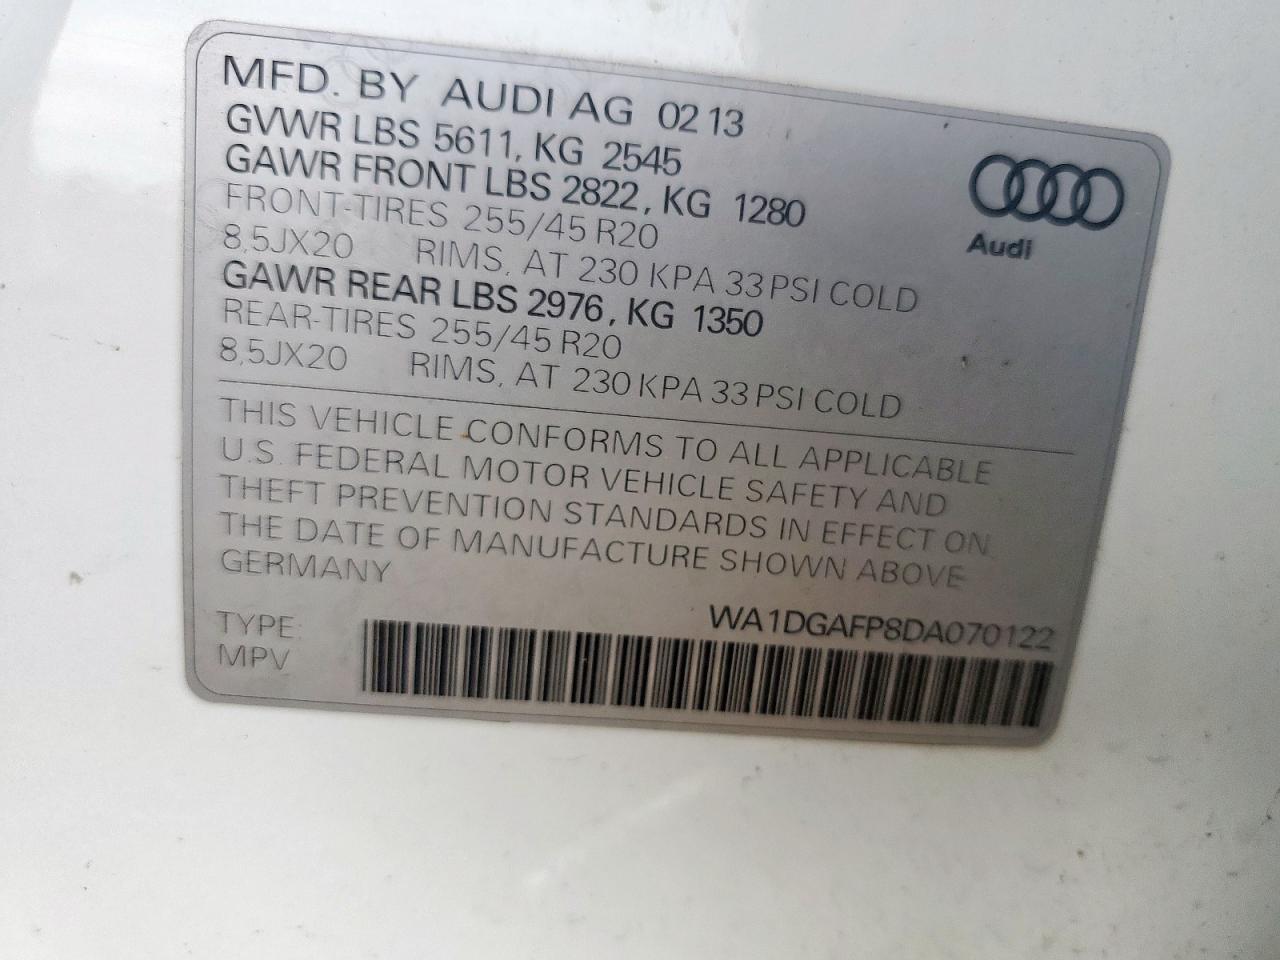 MFD. BY AUDI AG 02 13
GVWR LBS 5611, KG 2545
GAWR FRONT LBS 2822, KG 1280
FRONT-TIRES 255/45 R20
8,5JX20 RIMS, AT 230 KPA 33 PSI COLD
GAWR REAR LBS 2976, KG 1350
REAR-TIRES 255/45 R20
8,5JX20 RIMS, AT 230 KPA 33 PSI COLD
Audi
THIS VEHICLE CONFORMS TO ALL APPLICABLE
U.S. FEDERAL MOTOR VEHICLE SAFETY AND
THEFT PREVENTION STANDARDS IN EFFECT ON
THE DATE OF MANUFACTURE SHOWN ABOVE
GERMANY
WA1DGAFP8DA070122
TYPE:
MPV